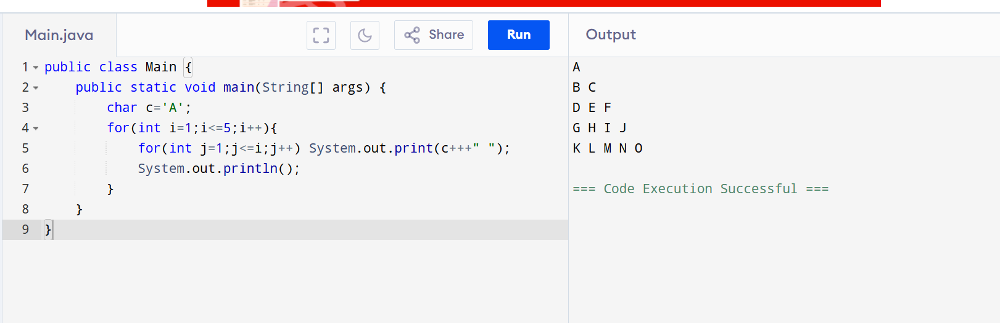 Main.java
Share
Run
Output
1 public class Main {
2     public static void main(String[] args) {
3         char c='A';
4         for(int i=1;i<=5;i++){
5             for(int j=1;j<=i;j++) System.out.print(c+++" ");
6             System.out.println();
7         }
8     }
9 }
A
B C
D E F
G H I J
K L M N O
=== Code Execution Successful ===